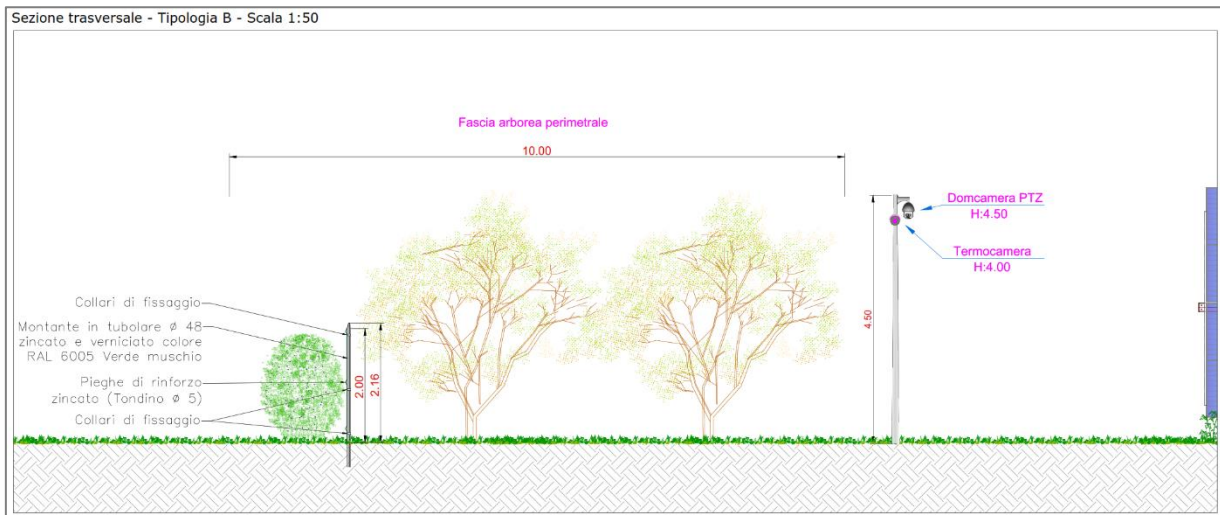 Sezione trasversale - Tipologia B - Scala 1:50
Fascia arborea perimetrale
10.00
Domcamera PTZ
H:4.50
Termocamera
H:4.00
4.50
Collari di fissaggio
Montante in tubolare ø 48
zincato e verniciato colore
RAL 6005 Verde muschio
Pieghe di rinforzo
zincato (Tondino ø 5)
Collari di fissaggio
2.00
2.16